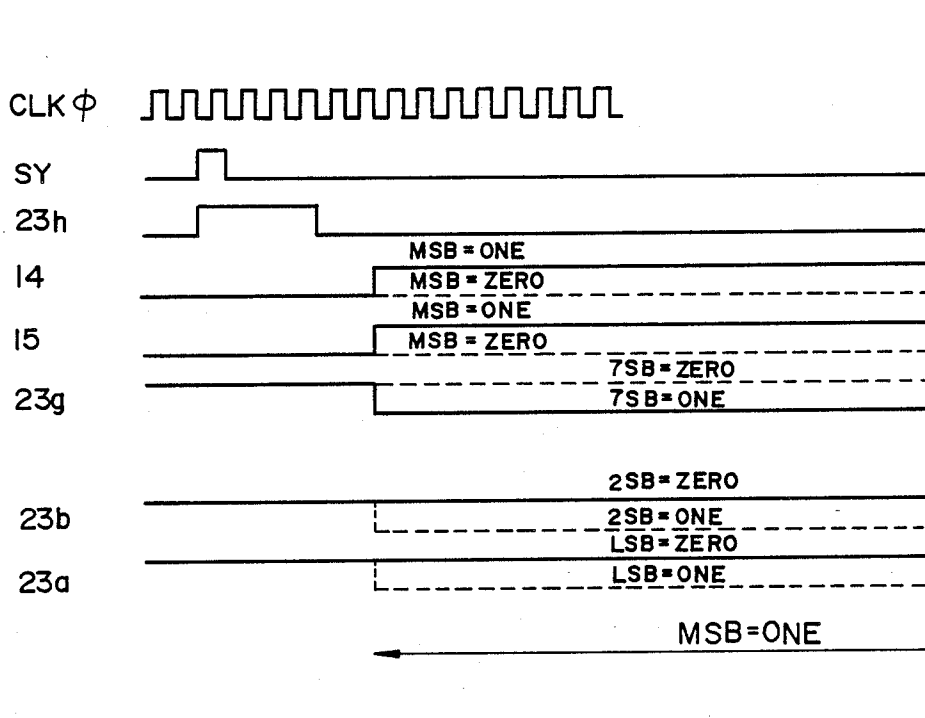 CLK ϕ
SY
23h
MSB = ONE
14
MSB = ZERO
MSB = ONE
15
MSB = ZERO
7SB = ZERO
23g
7SB = ONE
2SB = ZERO
23b
2SB = ONE
LSB = ZERO
23a
LSB = ONE
MSB=ONE